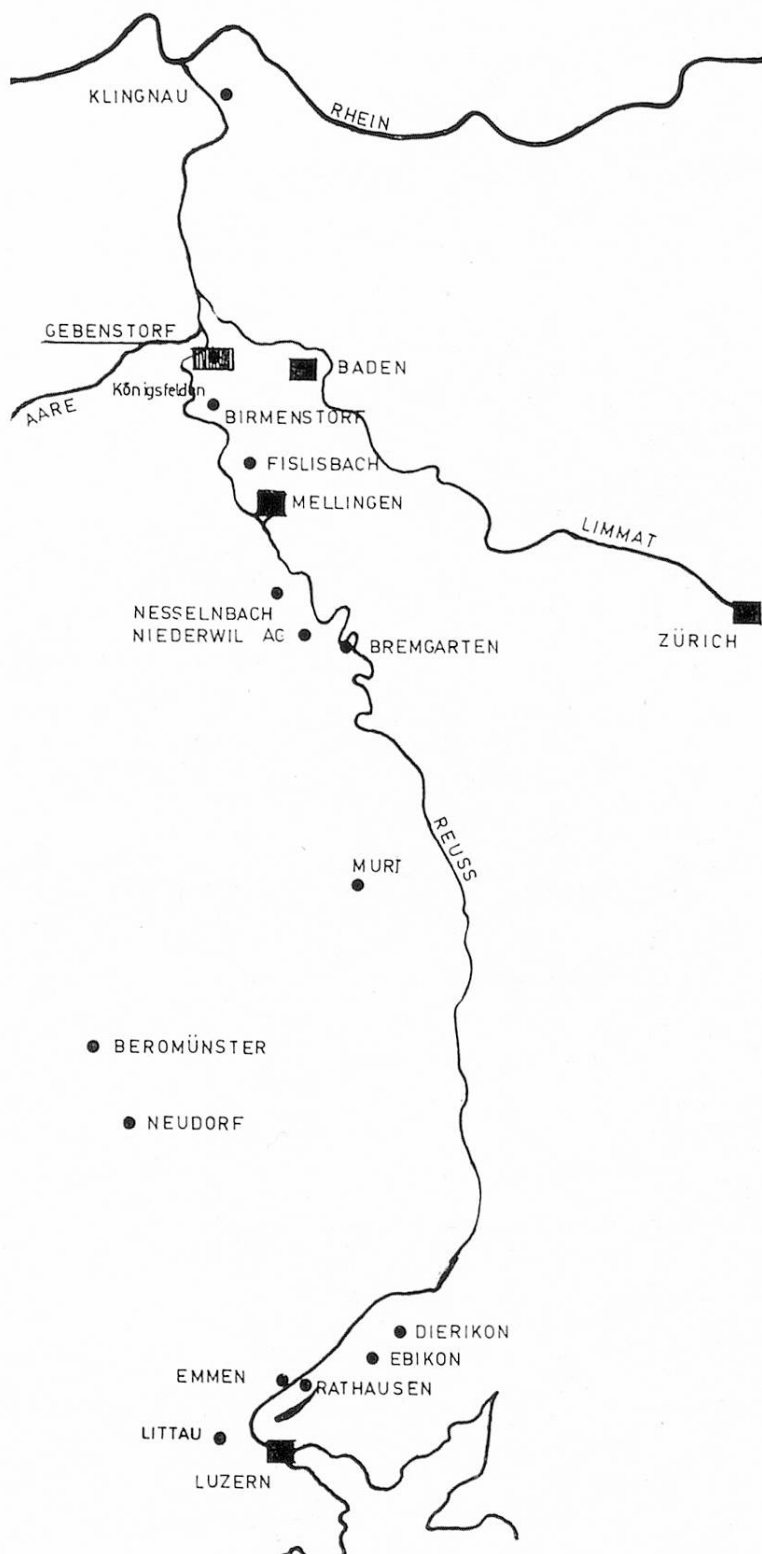 KLINGNAU
RHEIN
GEBENSTORF
BADEN
Königsfelden
AARE
BIRMENSTORF
FISLISBACH
MELLINGEN
LIMMAT
NESSELNBACH
NIEDERWIL AG
BREMGARTEN
ZÜRICH
REUSS
MURI
BEROMÜNSTER
NEUDORF
DIERIKON
EBIKON
EMMEN
RATHAUSEN
LITTAU
LUZERN